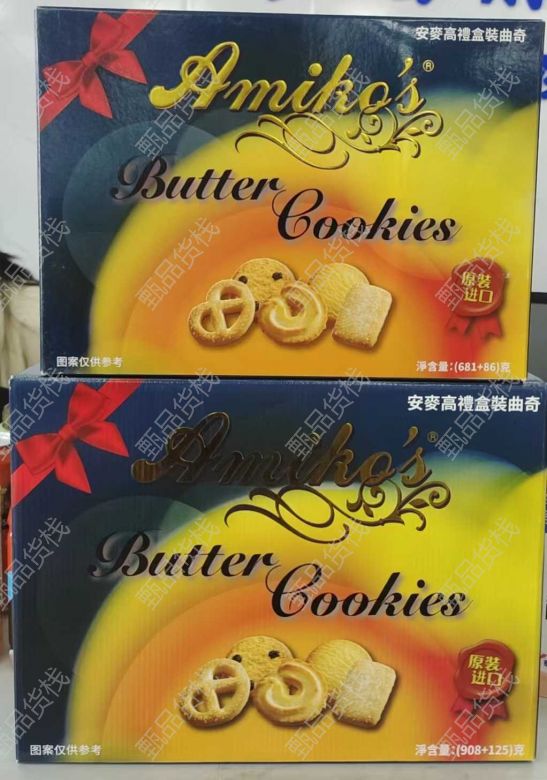 安麥高禮盒裝曲奇
Amiko's®
Butter
Cookies
原装
进口
图案仅供参考
淨含量:(681+86)克
安麥高禮盒裝曲奇
Amiko's®
Butter
Cookies
原装
进口
图案仅供参考
淨含量:(908+125)克
甄品货栈